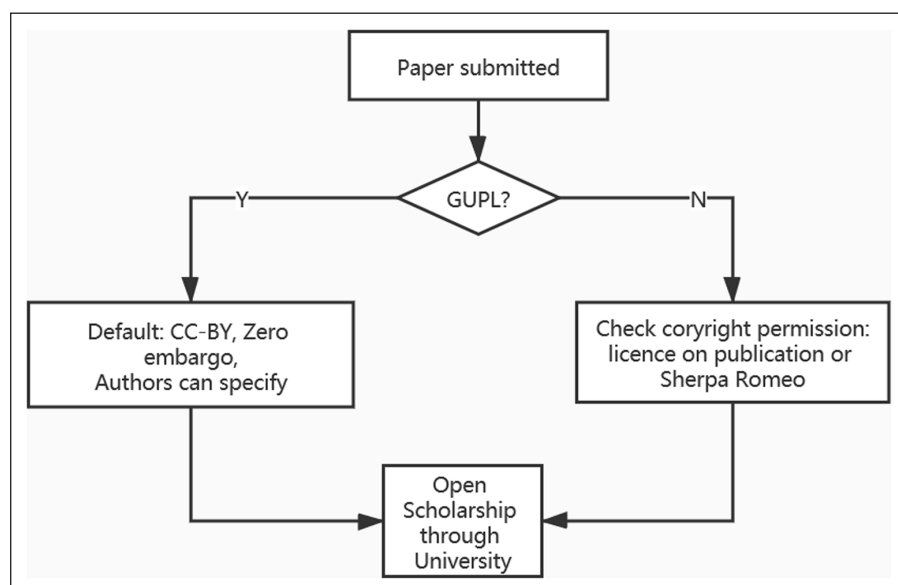 Paper submitted
GUPL?
Y
N
Default: CC-BY, Zero
embargo,
Authors can specify
Check coryright permission:
licence on publication or
Sherpa Romeo
Open
Scholarship
through
University